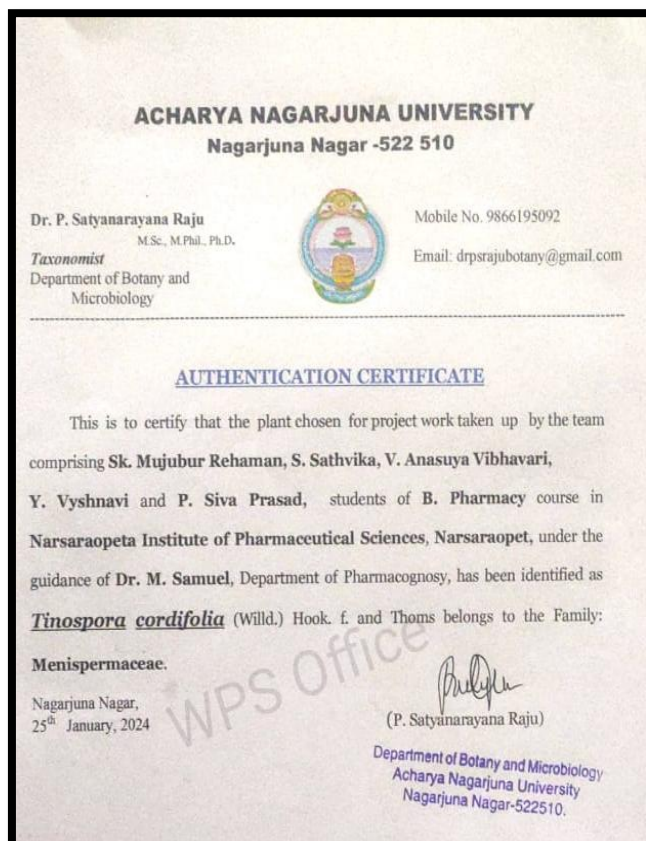 ACHARYA NAGARJUNA UNIVERSITY
Nagarjuna Nagar -522 510
Dr. P. Satyanarayana Raju
M.Sc., M.Phil., Ph.D.
Taxonomist
Department of Botany and
Microbiology
Mobile No. 9866195092
Email: drpsrajubotany@gmail.com
AUTHENTICATION CERTIFICATE
This is to certify that the plant chosen for project work taken up by the team
comprising Sk. Mujubur Rehaman, S. Sathvika, V. Anasuya Vibhavari,
Y. Vyshnavi and P. Siva Prasad, students of B. Pharmacy course in
Narsaraopeta Institute of Pharmaceutical Sciences, Narsaraopet, under the
guidance of Dr. M. Samuel, Department of Pharmacognosy, has been identified as
Tinospora cordifolia (Willd.) Hook. f. and Thoms belongs to the Family:
Menispermaceae.
WPS Office
Nagarjuna Nagar,
25th January, 2024
(P. Satyanarayana Raju)
Department of Botany and Microbiology
Acharya Nagarjuna University
Nagarjuna Nagar-522510.